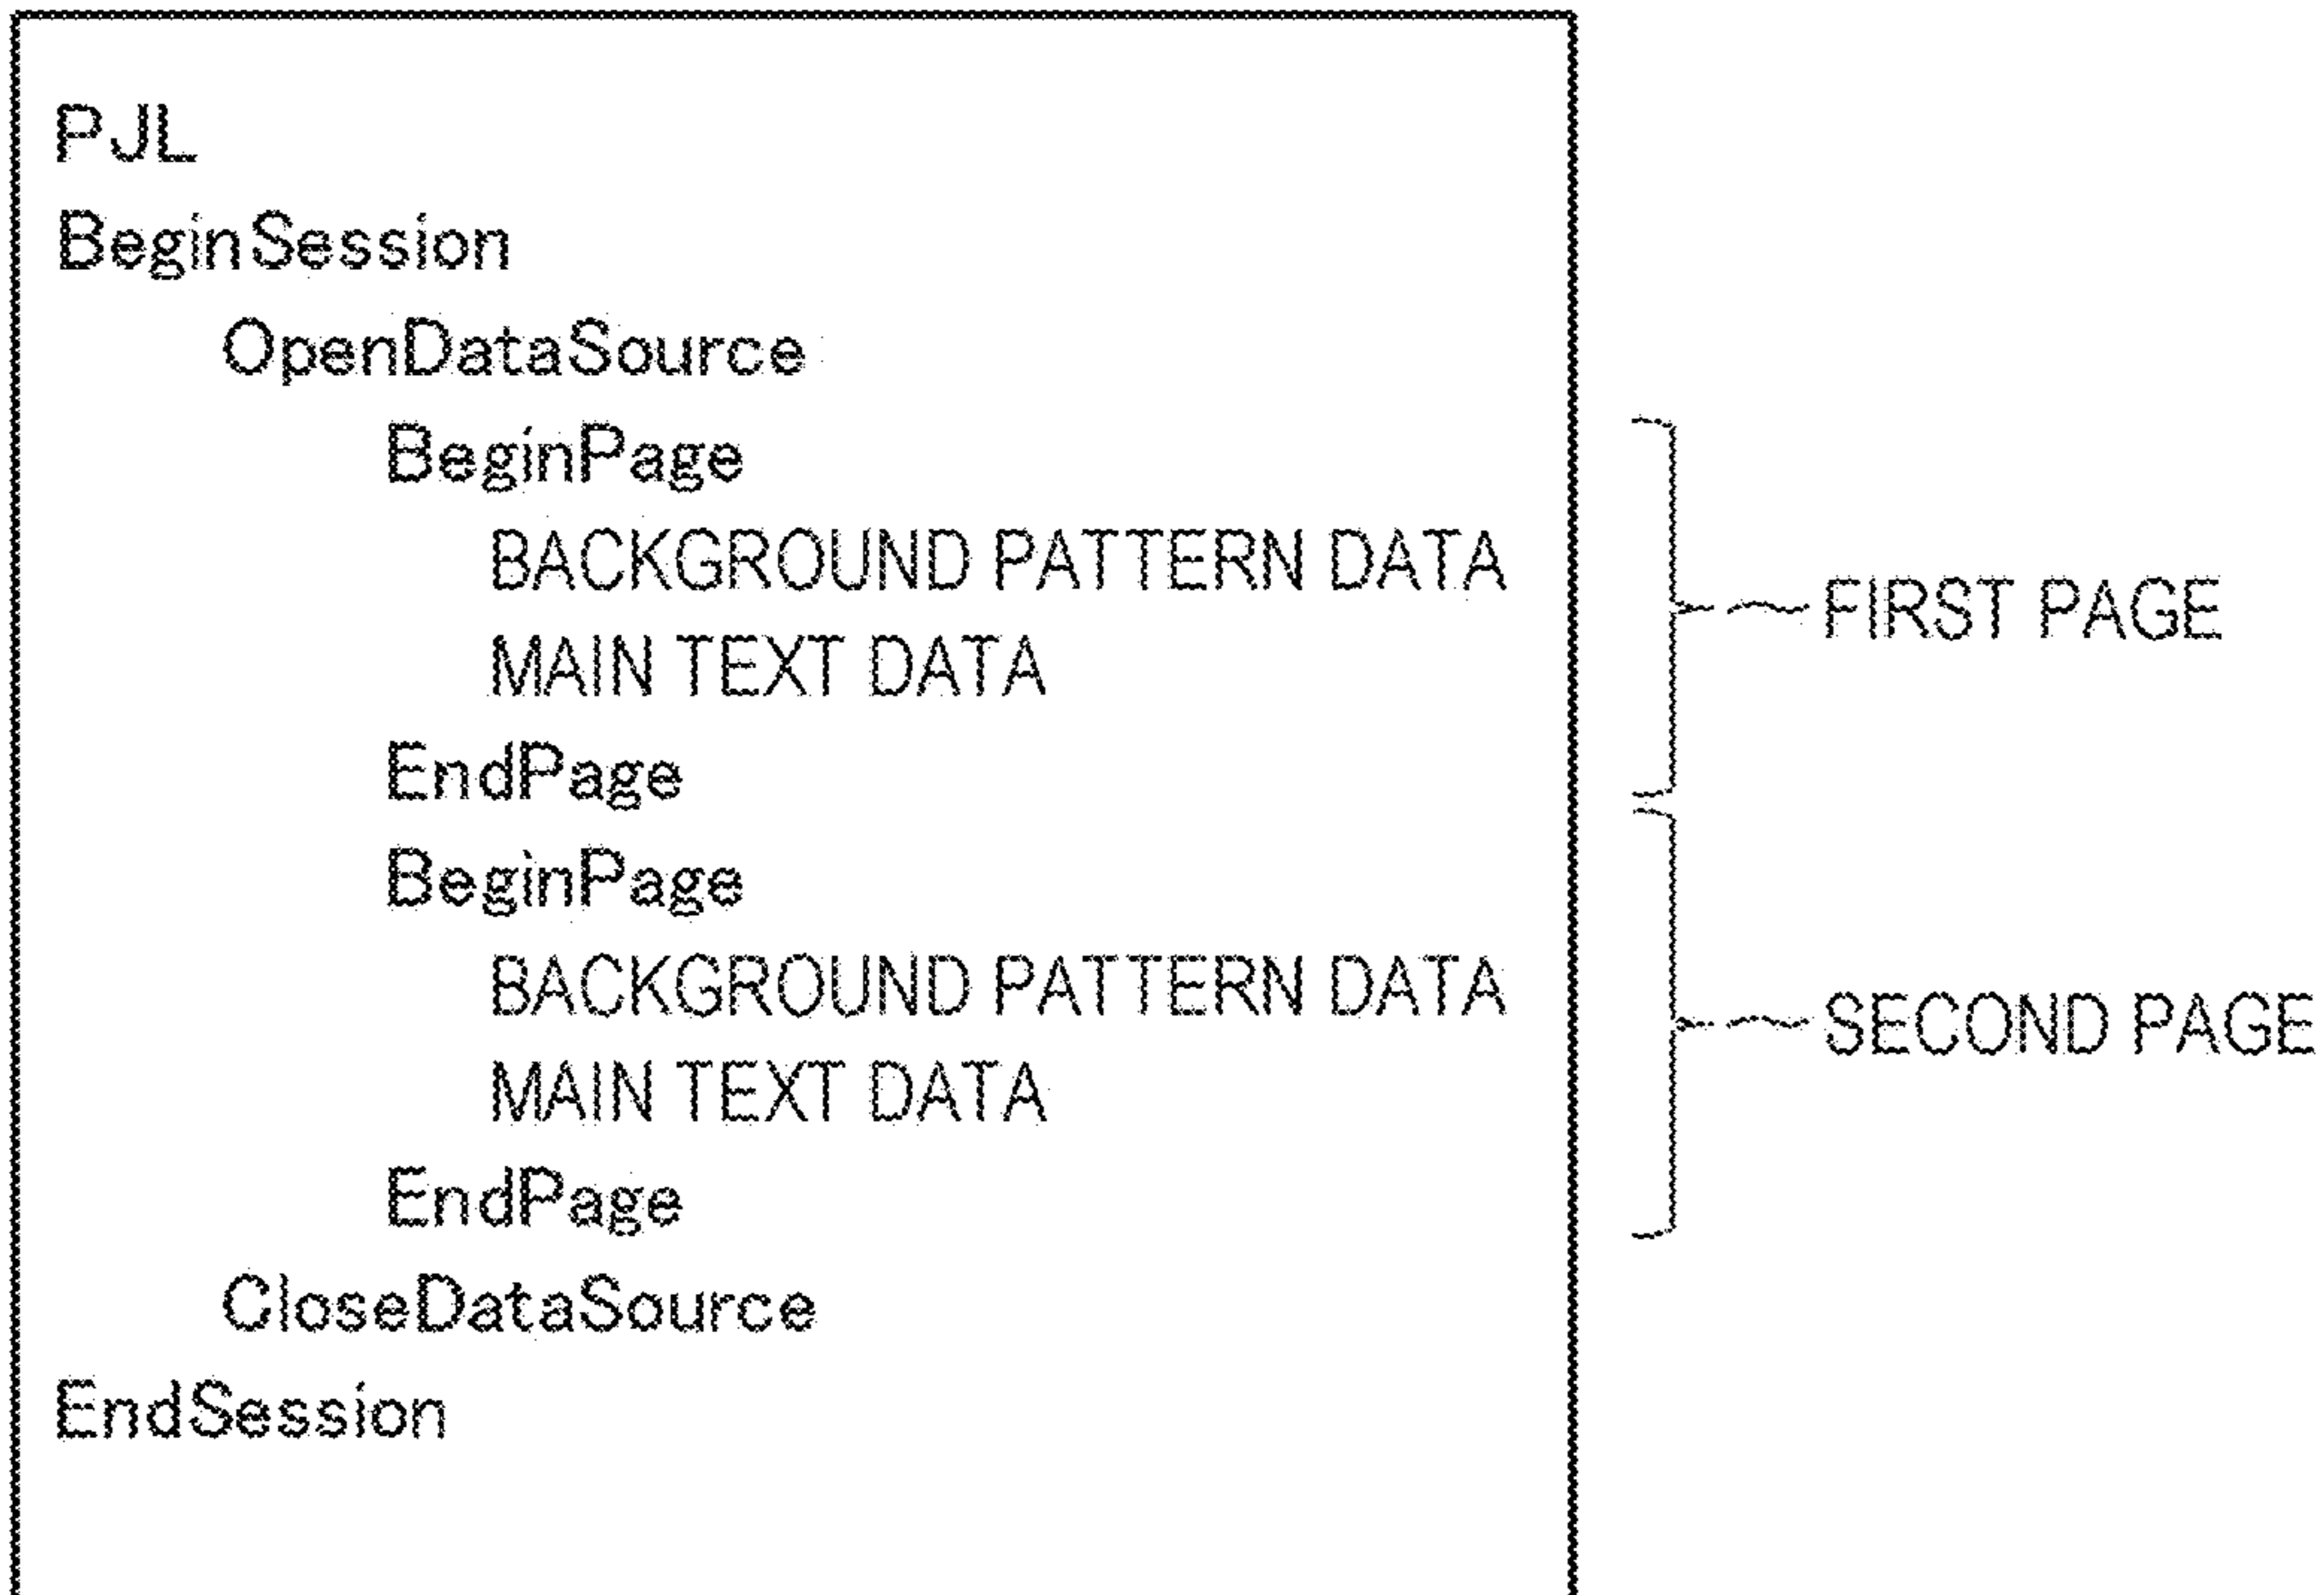 PJL
BeginSession
OpenDataSource
BeginPage
BACKGROUND PATTERN DATA
MAIN TEXT DATA
EndPage
BeginPage
BACKGROUND PATTERN DATA
MAIN TEXT DATA
EndPage
CloseDataSource
EndSession
FIRST PAGE
SECOND PAGE